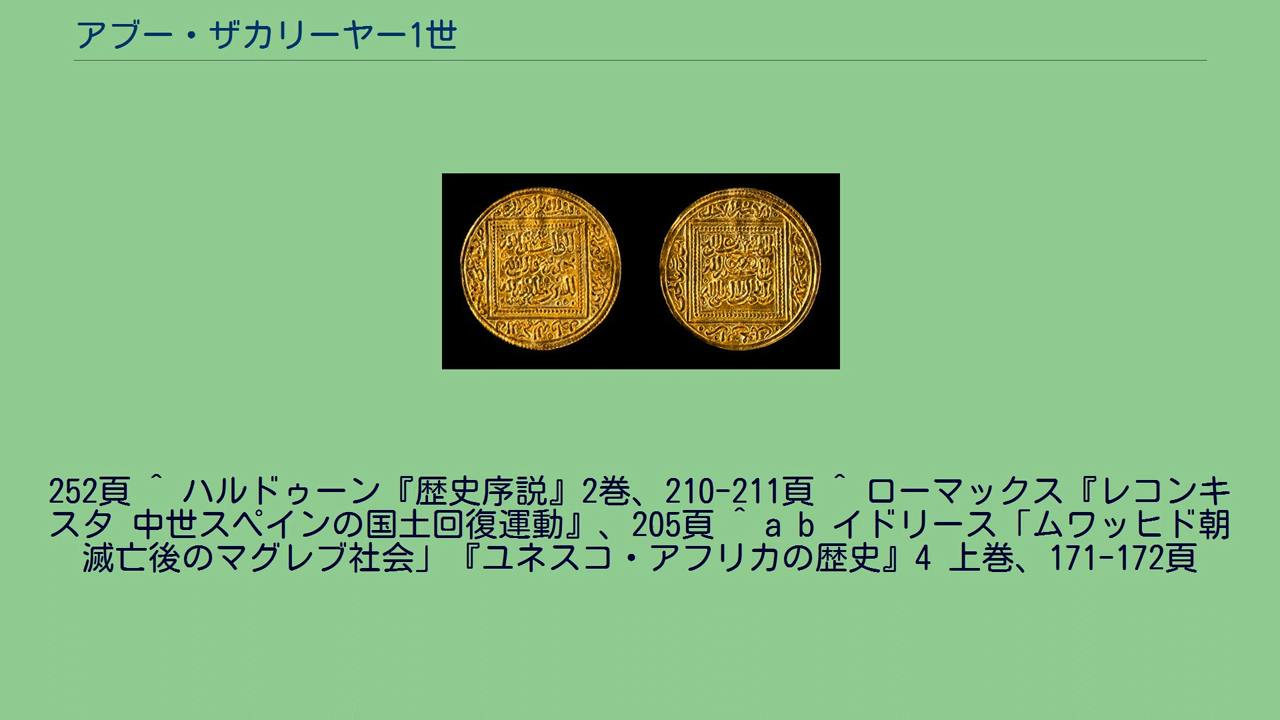 アブー・ザカリーヤー1世
252頁 ^ ハルドゥーン『歴史序説』2巻、210-211頁 ^ ローマックス『レコンキ
スタ 中世スペインの国土回復運動』、205頁 ^ a b イドリース「ムワッヒド朝
滅亡後のマグレブ社会」『ユネスコ・アフリカの歴史』4 上巻、171-172頁